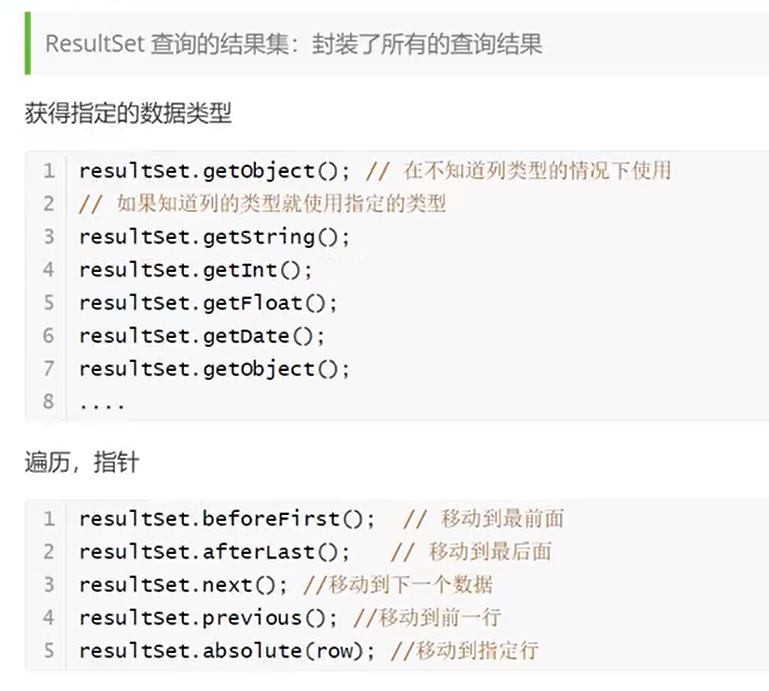 ResultSet 查询的结果集：封装了所有的查询结果
获得指定的数据类型
1 resultSet.getObject(); // 在不知道列类型的情况下使用
2 // 如果知道列的类型就使用指定的类型
3 resultSet.getString();
4 resultSet.getInt();
5 resultSet.getFloat();
6 resultSet.getDate();
7 resultSet.getObject();
8 ....
遍历，指针
1 resultSet.beforeFirst(); // 移动到最前面
2 resultSet.afterLast(); // 移动到最后面
3 resultSet.next(); //移动到下一个数据
4 resultSet.previous(); //移动到前一行
5 resultSet.absolute(row); //移动到指定行